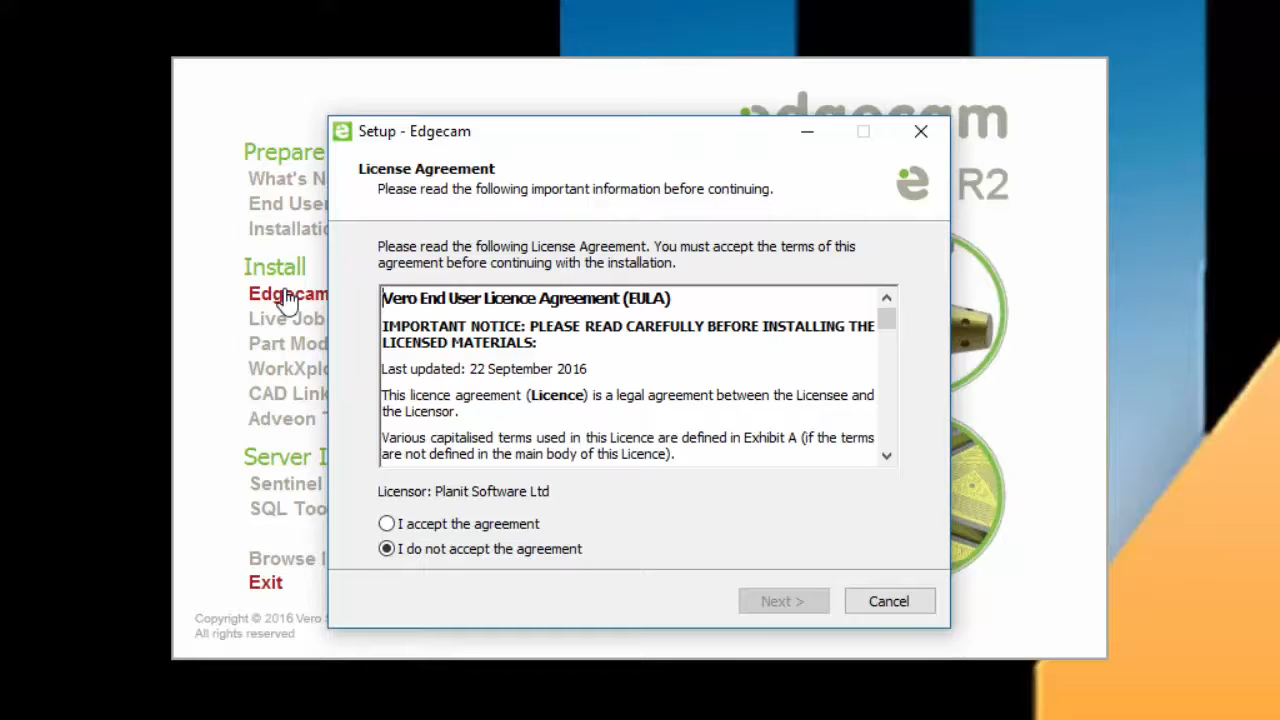 edgecam
Setup - Edgecam
License Agreement
Please read the following important information before continuing.
R2
Prepare
What's N
End User
Installatio
Install
Edgecam
Live Job
Part Mod
WorkXplo
CAD Link
Adveon T
Server I
Sentinel
SQL Too
Browse
Exit
Copyright © 2016 Vero S
All rights reserved
Please read the following License Agreement. You must accept the terms of this
agreement before continuing with the installation.
Vero End User Licence Agreement (EULA)
IMPORTANT NOTICE: PLEASE READ CAREFULLY BEFORE INSTALLING THE
LICENSED MATERIALS:
Last updated: 22 September 2016
This licence agreement (Licence) is a legal agreement between the Licensee and
the Licensor.
Various capitalised terms used in this Licence are defined in Exhibit A (if the terms
are not defined in the main body of this Licence).
Licensor: Planit Software Ltd
I accept the agreement
I do not accept the agreement
Next >
Cancel